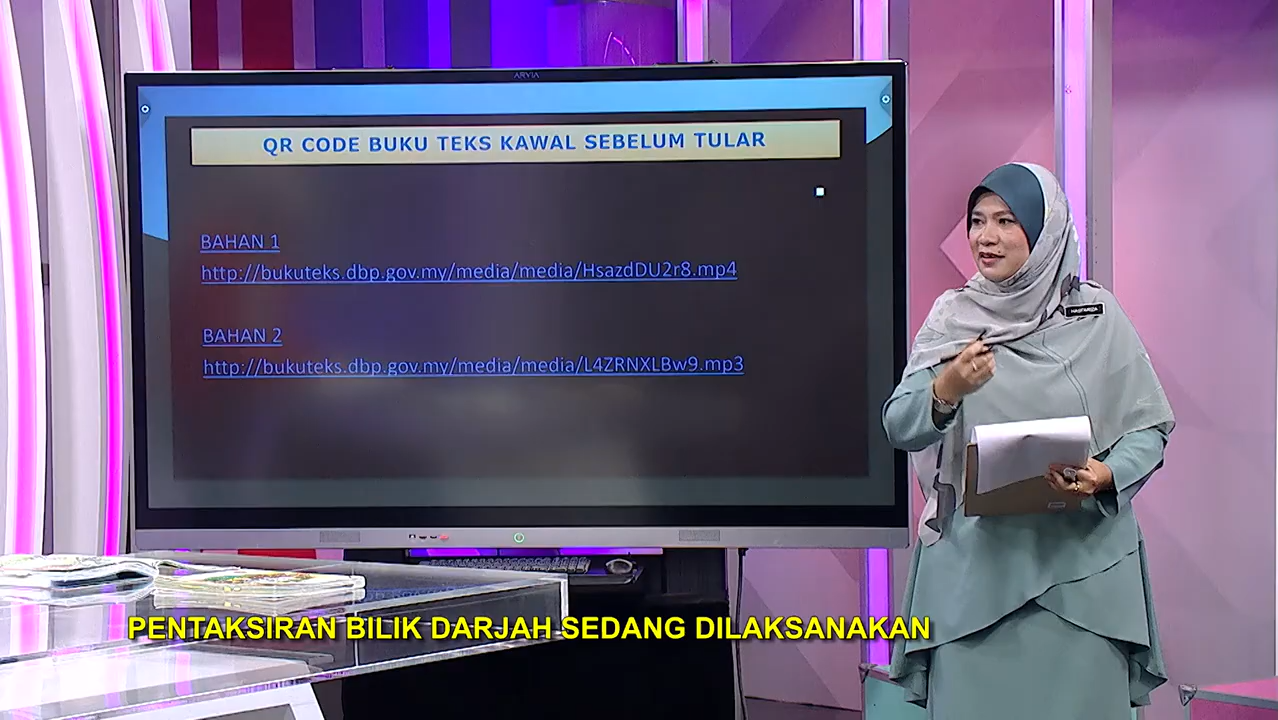 ARVIA
QR CODE BUKU TEKS KAWAL SEBELUM TULAR
BAHAN 1
http://bukuteks.dbp.gov.my/media/media/HsazdDU2r8.mp4
BAHAN 2
http://bukuteks.dbp.gov.my/media/media/L4ZRNXLBw9.mp3
HASFARIZA
PENTAKSIRAN BILIK DARJAH SEDANG DILAKSANAKAN